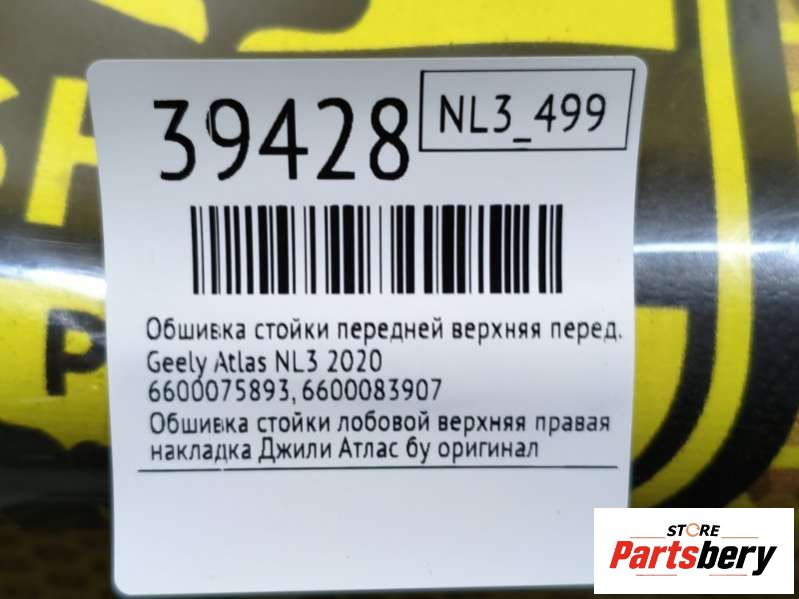 39428
NL3_499
Обшивка стойки передней верхняя перед.
Geely Atlas NL3 2020
6600075893, 6600083907
Обшивка стойки лобовой верхняя правая
накладка Джили Атлас бу оригинал
STORE
Partsbery